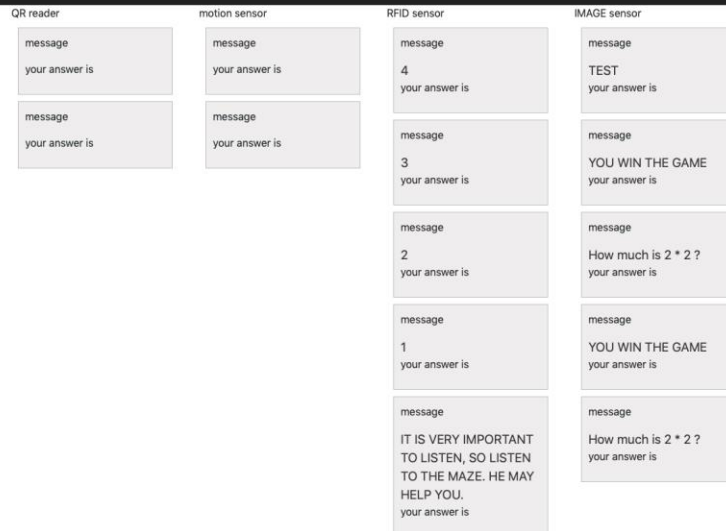 QR reader
message
your answer is
message
your answer is
motion sensor
message
your answer is
message
your answer is
RFID sensor
message
4
your answer is
message
3
your answer is
message
2
your answer is
message
1
your answer is
message
IT IS VERY IMPORTANT
TO LISTEN, SO LISTEN
TO THE MAZE. HE MAY
HELP YOU.
your answer is
IMAGE sensor
message
TEST
your answer is
message
YOU WIN THE GAME
your answer is
message
How much is 2 * 2 ?
your answer is
message
YOU WIN THE GAME
your answer is
message
How much is 2 * 2 ?
your answer is